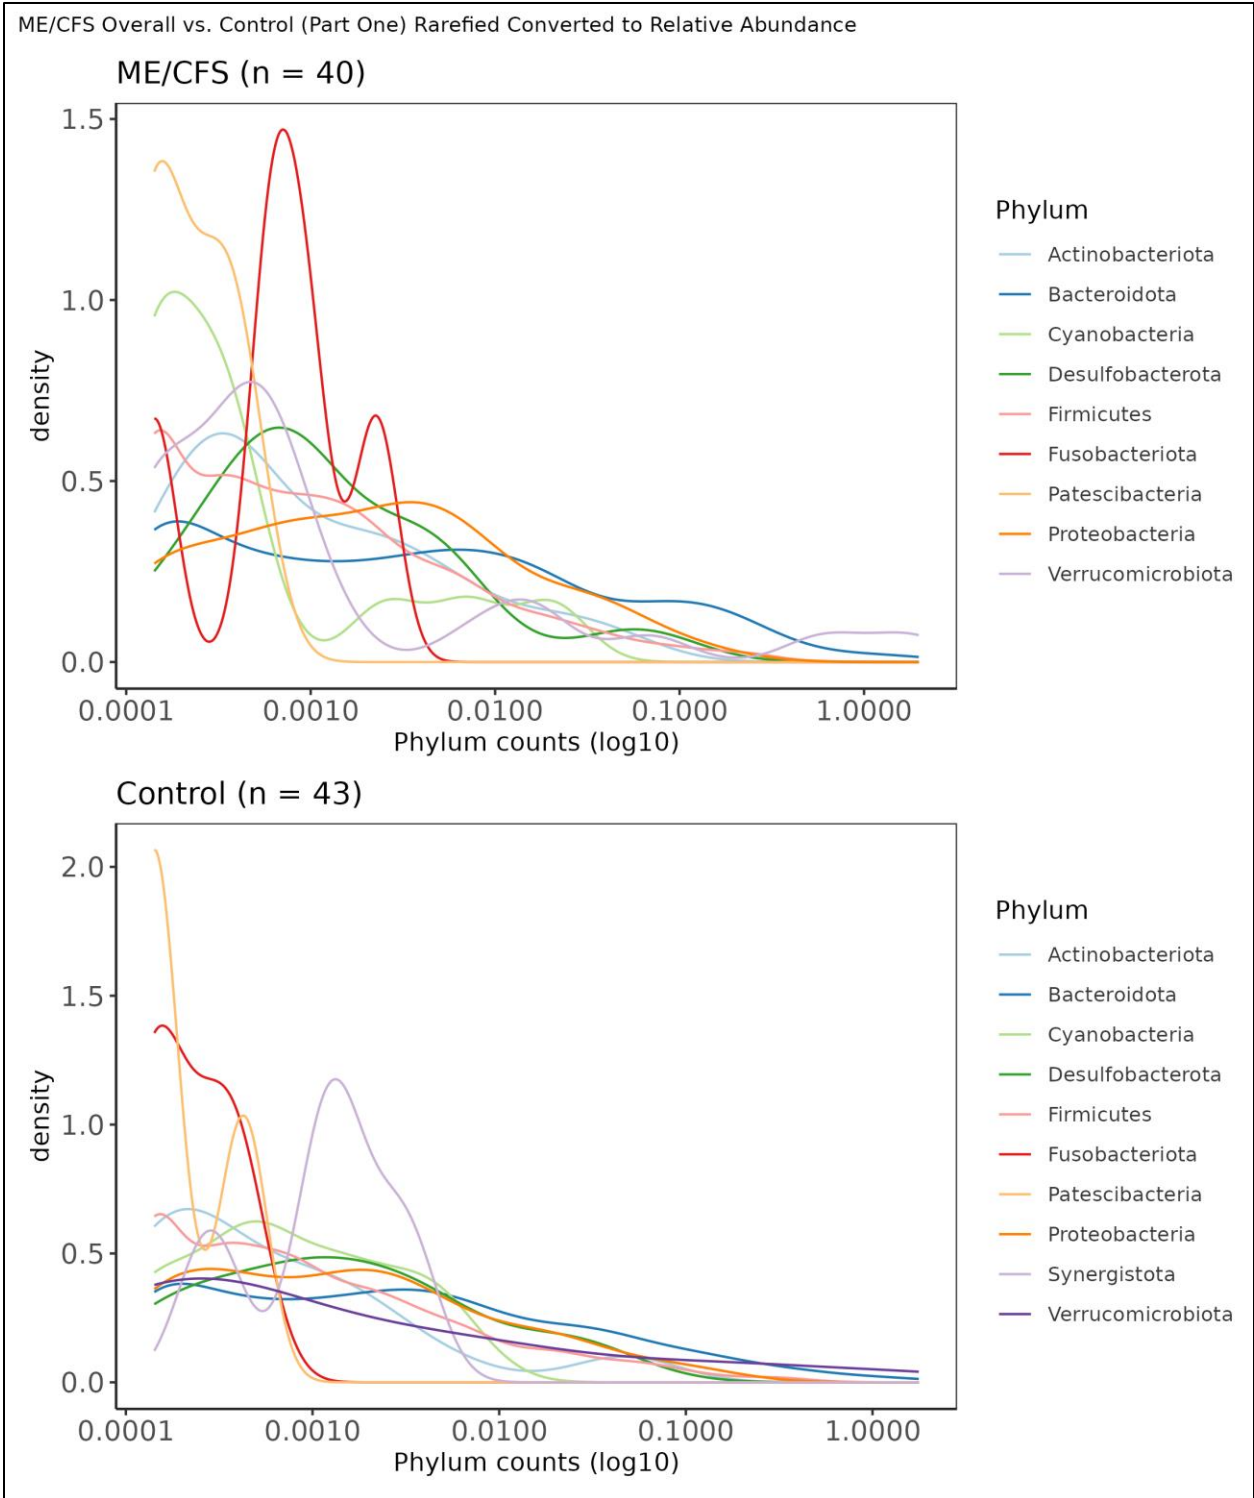 ME/CFS Overall vs. Control (Part One) Rarefied Converted to Relative Abundance
ME/CFS (n = 40)
1.5
1.0
0.5
0.0
density
0.0001 0.0010 0.0100 0.1000 1.0000
Phylum counts (log10)
Phylum
Actinobacteriota
Bacteroidota
Cyanobacteria
Desulfobacterota
Firmicutes
Fusobacteriota
Patescibacteria
Proteobacteria
Verrucomicrobiota
Control (n = 43)
2.0
1.5
1.0
0.5
0.0
density
0.0001 0.0010 0.0100 0.1000 1.0000
Phylum counts (log10)
Phylum
Actinobacteriota
Bacteroidota
Cyanobacteria
Desulfobacterota
Firmicutes
Fusobacteriota
Patescibacteria
Proteobacteria
Synergistota
Verrucomicrobiota